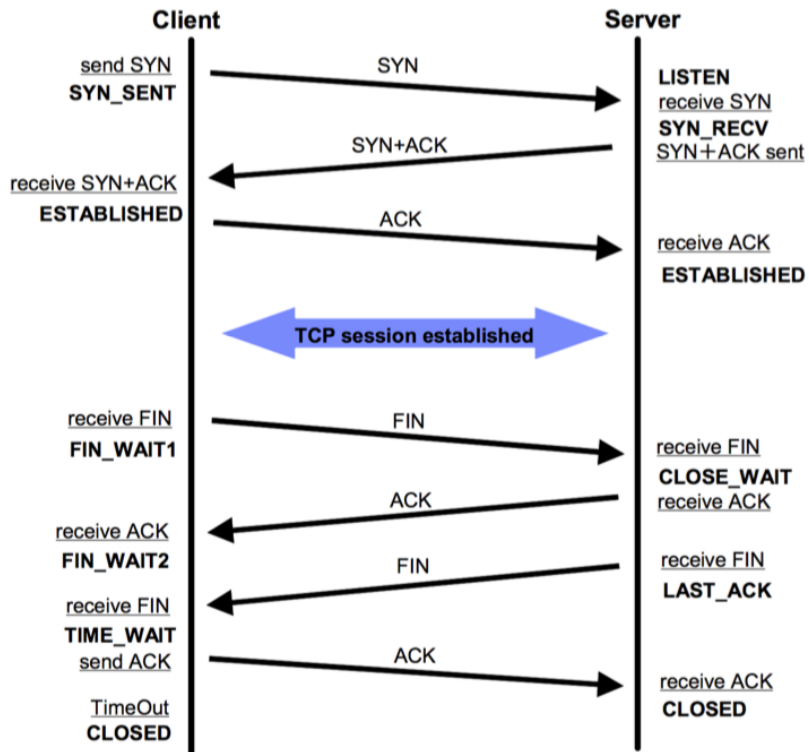 Client
Server
send SYN
SYN_SENT
SYN
LISTEN
receive SYN
SYN_RECV
SYN+ACK sent
SYN+ACK
receive SYN+ACK
ESTABLISHED
ACK
receive ACK
ESTABLISHED
TCP session established
receive FIN
FIN_WAIT1
FIN
receive FIN
CLOSE_WAIT
receive ACK
ACK
receive ACK
FIN_WAIT2
FIN
receive FIN
LAST_ACK
receive FIN
TIME_WAIT
send ACK
ACK
receive ACK
CLOSED
TimeOut
CLOSED